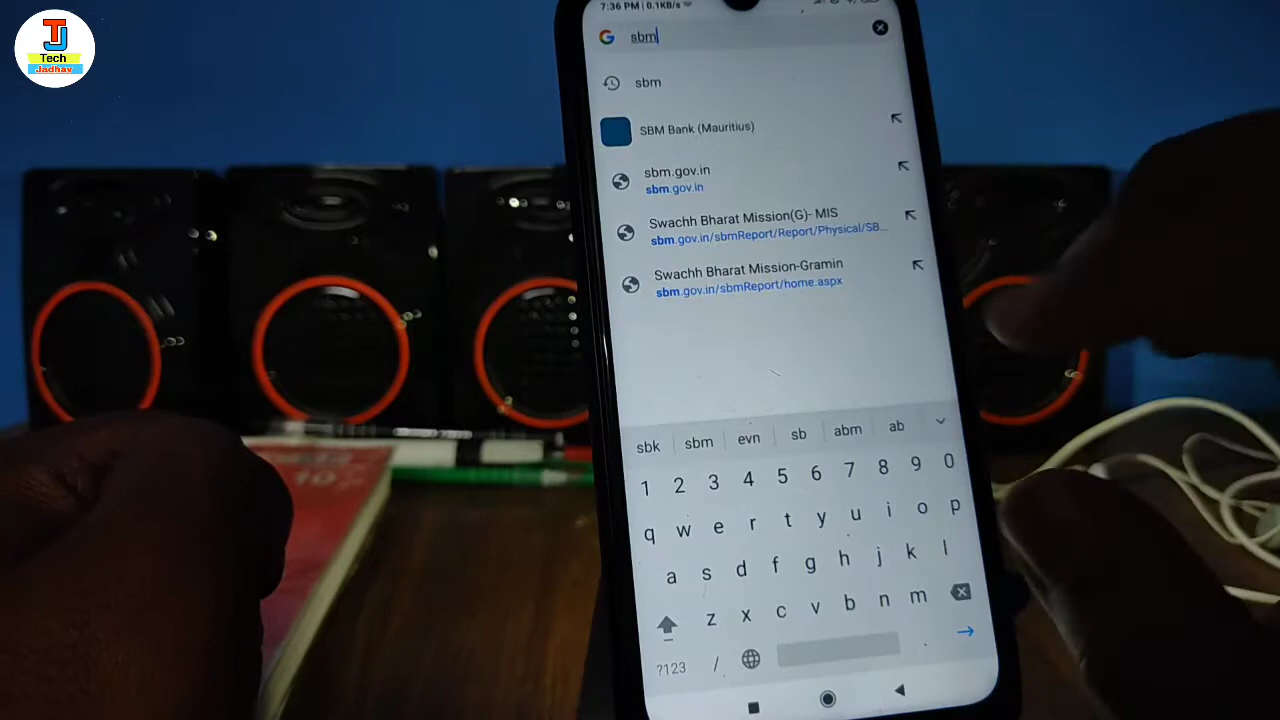 TJ
Tech
Jadhav
7:36 PM | 0.1KB/s
sbm
sbm
SBM Bank (Mauritius)
sbm.gov.in
sbm.gov.in
Swachh Bharat Mission(G)- MIS
sbm.gov.in/sbmReport/Report/Physical/SB...
Swachh Bharat Mission-Gramin
sbm.gov.in/sbmReport/home.aspx
sbk sbm evn sb abm ab
1 2 3 4 5 6 7 8 9 0
q w e r t y u i o p
a s d f g h j k l
z x c v b n m
?123 / .
10